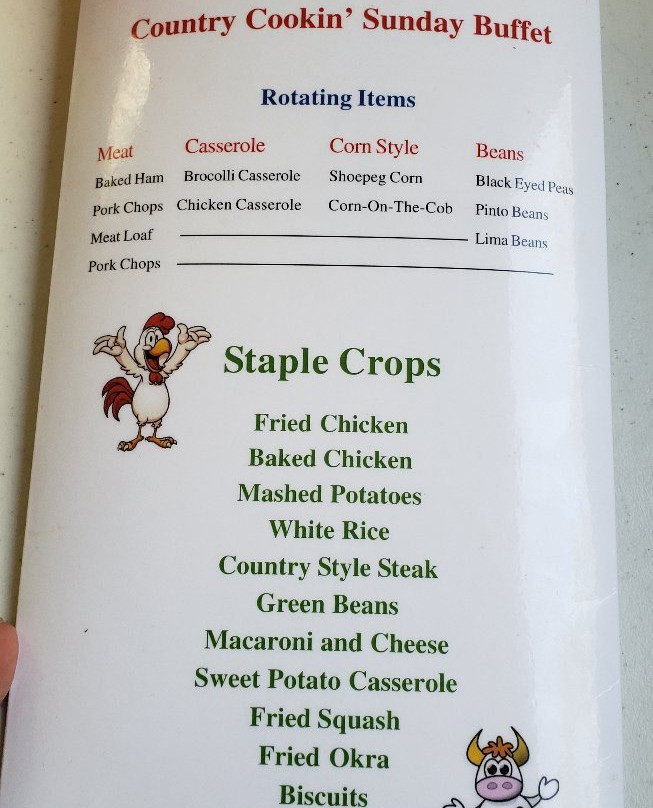 Country Cookin' Sunday Buffet
Rotating Items
Meat Casserole Corn Style Beans
Baked Ham Brocolli Casserole Shoepeg Corn Black Eyed Peas
Pork Chops Chicken Casserole Corn-On-The-Cob Pinto Beans
Meat Loaf Lima Beans
Pork Chops
Staple Crops
Fried Chicken
Baked Chicken
Mashed Potatoes
White Rice
Country Style Steak
Green Beans
Macaroni and Cheese
Sweet Potato Casserole
Fried Squash
Fried Okra
Biscuits